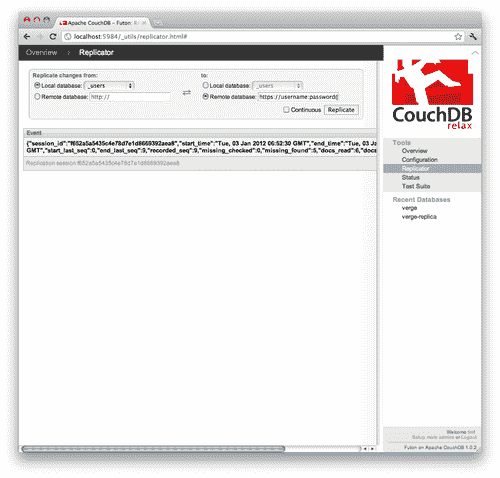 Apache CouchDB - Futon: Re
localhost:5984/_utils/replicator.html#
Overview › Replicator
Replicate changes from: to:
Local database: _users Local database: _users
Remote database: http:// Remote database: https://username:password@
Continuous Replicate
Event
{"session_id":"f652a5a5435c4e78d7e1d8669392aea8","start_time":"Tue, 03 Jan 2012 06:52:30 GMT","end_time":"Tue, 03 Jan
GMT","start_last_seq":0,"end_last_seq":9,"recorded_seq":9,"missing_checked":0,"missing_found":5,"docs_read":6,"docs
Replication session f652a5a5435c4e78d7e1d8669392aea8
CouchDB
relax
Tools
Overview
Configuration
Replicator
Status
Test Suite
Recent Databases
verge
verge-replica
Welcome
Setup more admins or Logout
Futon on Apache CouchDB 1.0.2